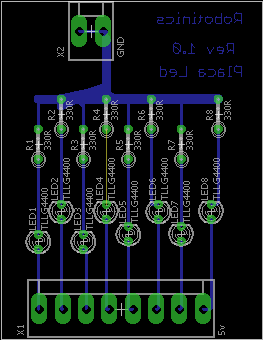 Robotinics
Rev 1.0
Placa Led
X2
GND
R1
330R
R2
330R
R3
330R
R4
330R
R5
330R
R6
330R
R7
330R
R8
330R
LED1
TLLG4400
LED2
TLLG4400
LED3
TLLG4400
LED4
TLLG4400
LED5
TLLG4400
LED6
TLLG4400
LED7
TLLG4400
LED8
TLLG4400
X1
5v